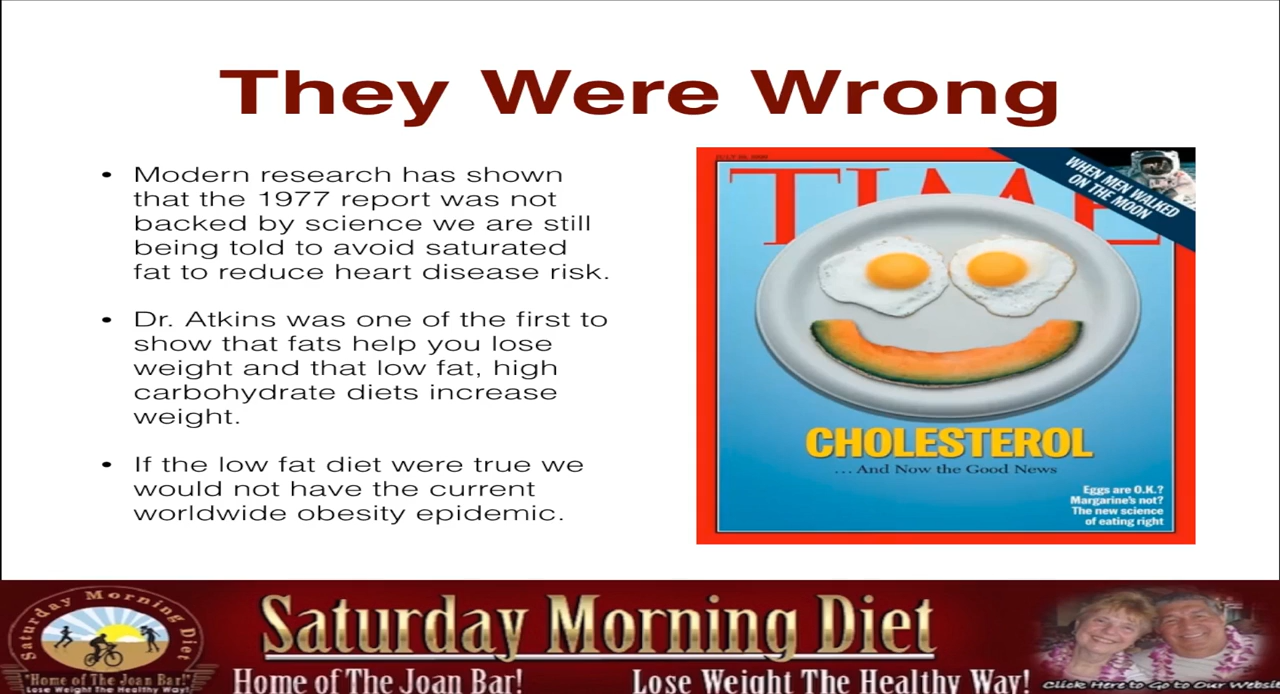 They Were Wrong
• Modern research has shown
that the 1977 report was not
backed by science we are still
being told to avoid saturated
fat to reduce heart disease risk.
• Dr. Atkins was one of the first to
show that fats help you lose
weight and that low fat, high
carbohydrate diets increase
weight.
• If the low fat diet were true we
would not have the current
worldwide obesity epidemic.
TIME
WHEN MEN WALKED
ON THE MOON
CHOLESTEROL
...And Now the Good News
Eggs are O.K.?
Margarine's not?
The new science
of eating right
Saturday Morning Diet
"Home of The Joan Bar!"
Lose Weight The Healthy Way!
Saturday Morning Diet
Home of The Joan Bar!
Lose Weight The Healthy Way!
Click Here to Go to Our Websi